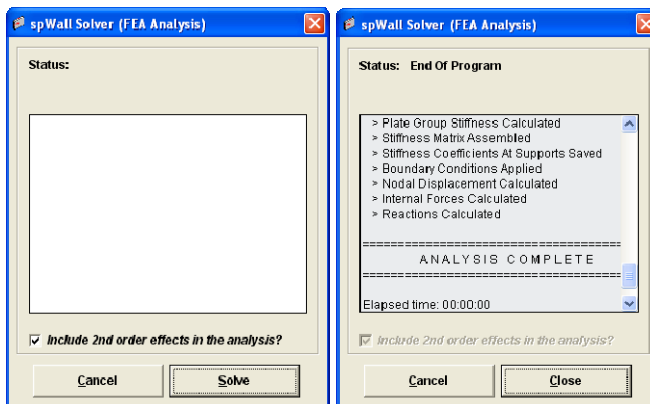 spWall Solver (FEA Analysis)
Status:
Include 2nd order effects in the analysis?
Cancel
Solve
spWall Solver (FEA Analysis)
Status: End Of Program
> Plate Group Stiffness Calculated
> Stiffness Matrix Assembled
> Stiffness Coefficients At Supports Saved
> Boundary Conditions Applied
> Nodal Displacement Calculated
> Internal Forces Calculated
> Reactions Calculated
=====================================
ANALYSIS COMPLETE
=====================================
Elapsed time: 00:00:00
Include 2nd order effects in the analysis?
Cancel
Close